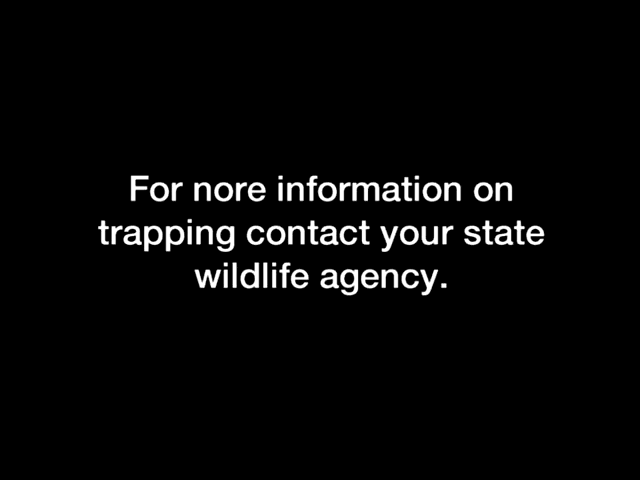 For nore information on
trapping contact your state
wildlife agency.